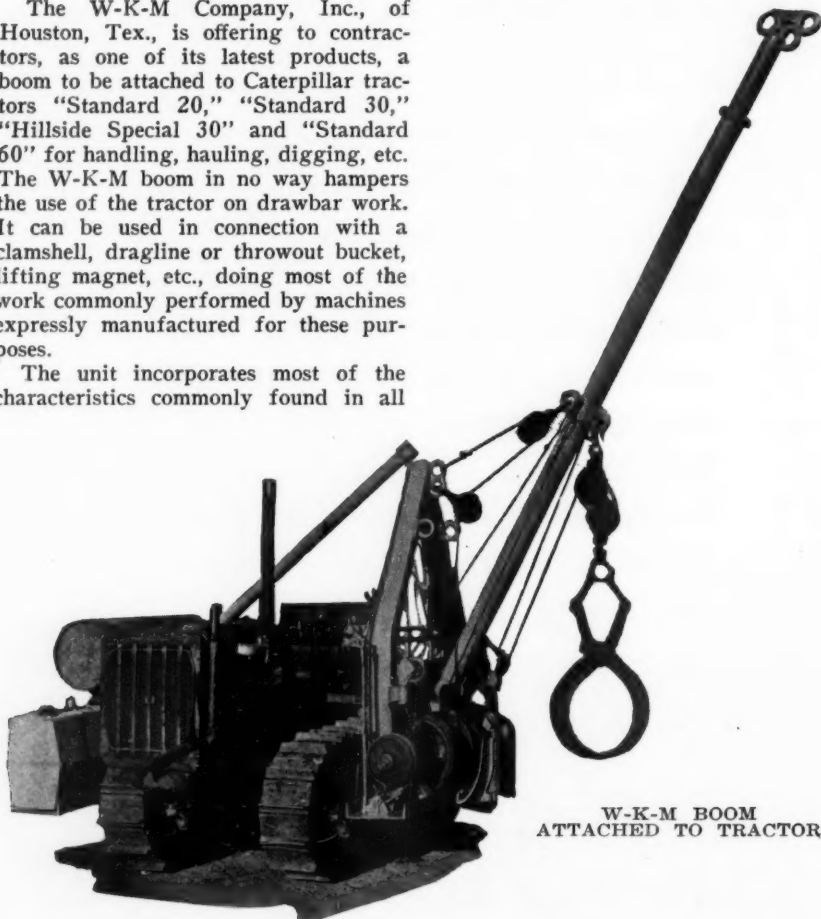 The W-K-M Company, Inc., of
Houston, Tex., is offering to contrac-
tors, as one of its latest products, a
boom to be attached to Caterpillar trac-
tors “Standard 20,” “Standard 30,”
“Hillside Special 30” and “Standard
60” for handling, hauling, digging, etc.
The W-K-M boom in no way hampers
the use of the tractor on drawbar work.
It can be used in connection with a
clamshell, dragline or throwout bucket,
lifting magnet, etc., doing most of the
work commonly performed by machines
expressly manufactured for these pur-
poses.
The unit incorporates most of the
characteristics commonly found in all
W-K-M BOOM
ATTACHED TO TRACTOR